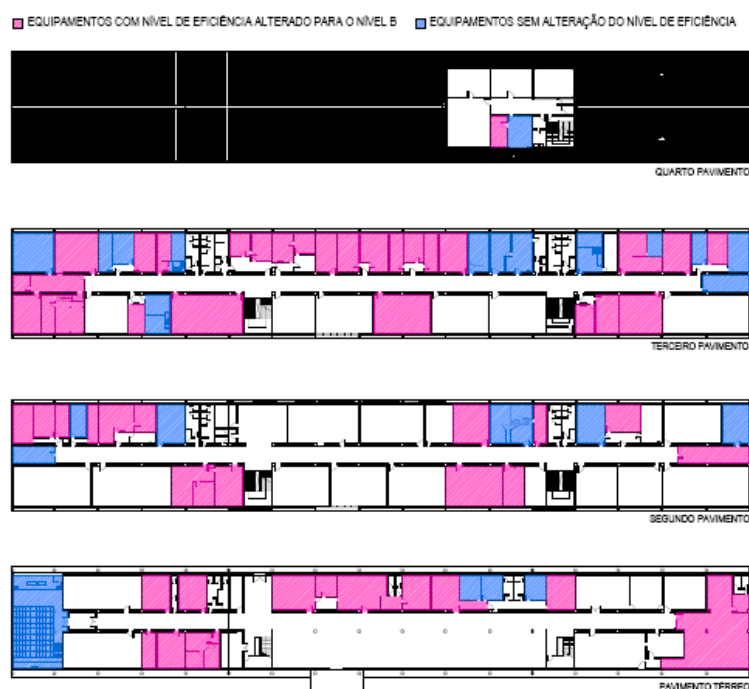 EQUIPAMENTOS COM NÍVEL DE EFICIÊNCIA ALTERADO PARA O NÍVEL B
EQUIPAMENTOS SEM ALTERAÇÃO DO NÍVEL DE EFICIÊNCIA
QUARTO PAVIMENTO
TERCEIRO PAVIMENTO
SEGUNDO PAVIMENTO
PAVIMENTO TÉRREO